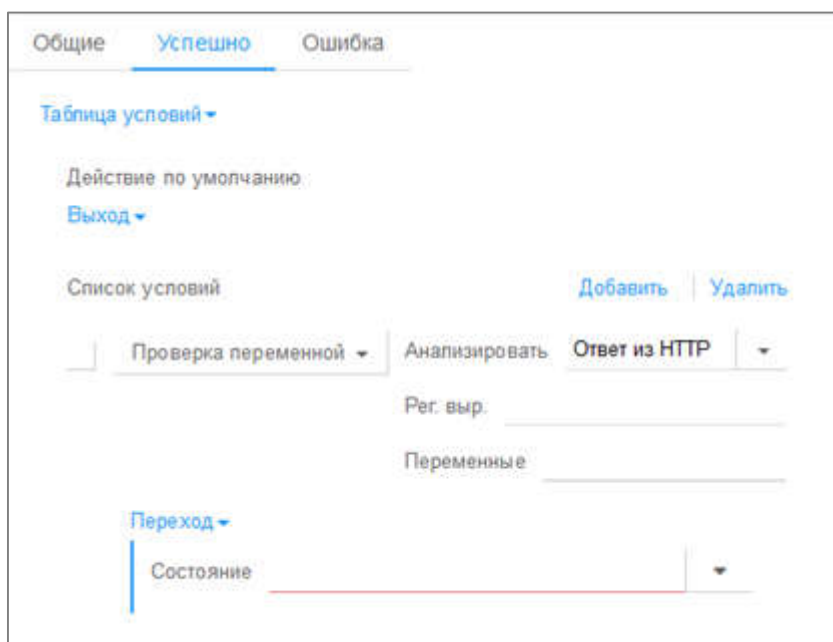 Общие Успешно Ошибка
Таблица условий
Действие по умолчанию
Выход
Список условий Добавить Удалить
Проверка переменной Анализировать Ответ из HTTP
Рег. выр.
Переменные
Переход
Состояние